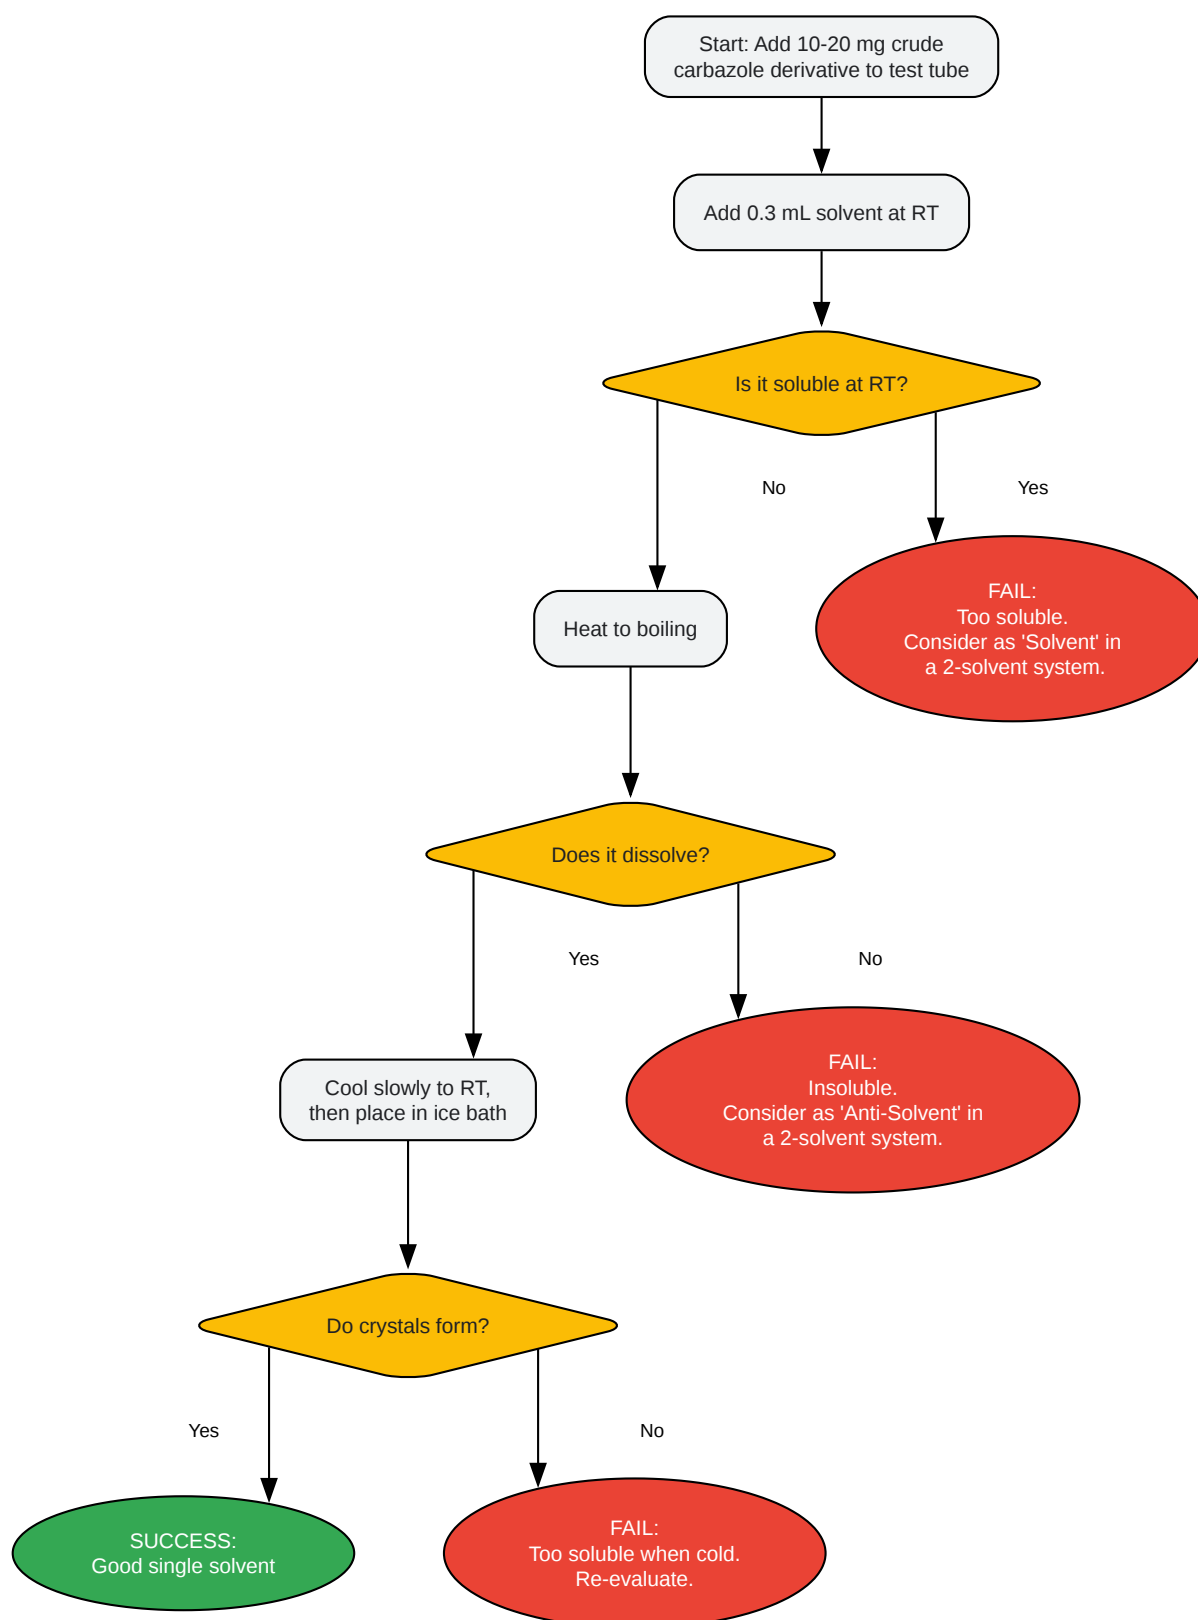 Start: Add 10-20 mg crude
carbazole derivative to test tube
Add 0.3 mL solvent at RT
Is it soluble at RT?
No
Yes
FAIL:
Too soluble.
Consider as 'Solvent' in
a 2-solvent system.
Heat to boiling
Does it dissolve?
Yes
No
FAIL:
Insoluble.
Consider as 'Anti-Solvent' in
a 2-solvent system.
Cool slowly to RT,
then place in ice bath
Do crystals form?
Yes
No
SUCCESS:
Good single solvent
FAIL:
Too soluble when cold.
Re-evaluate.